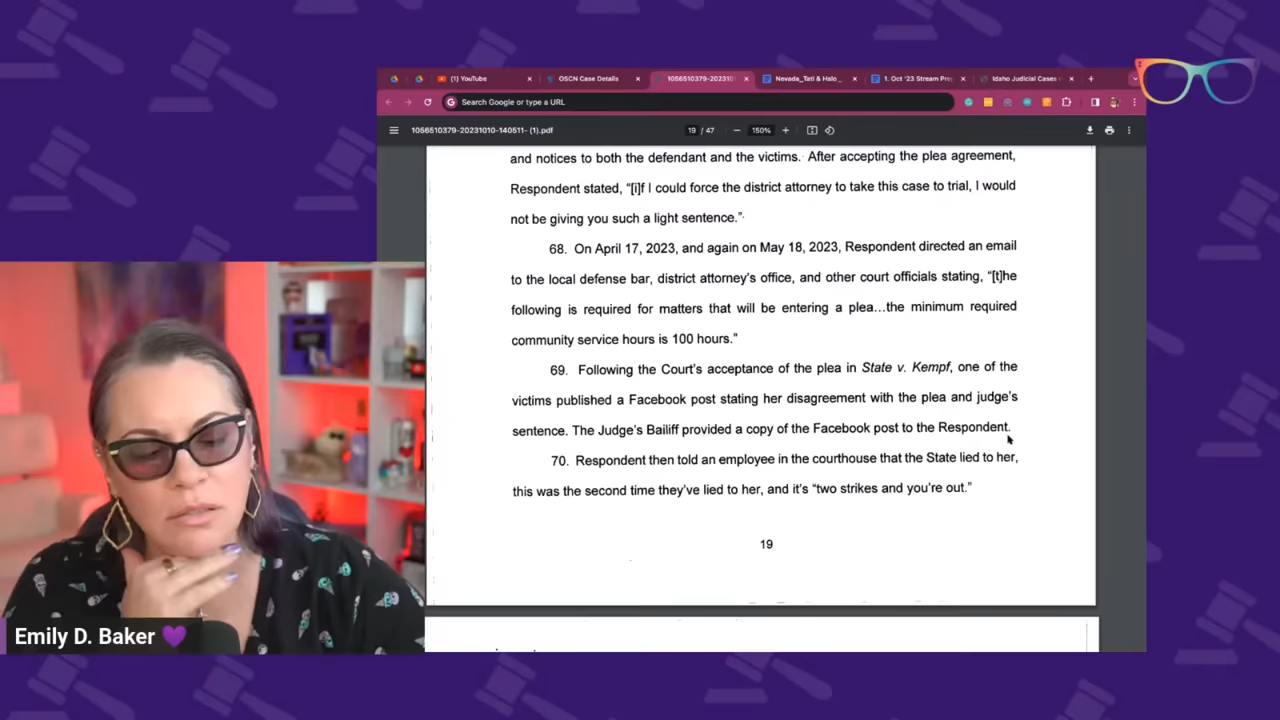 (1) YouTube
OSCN Case Details
1056510379-202310
Nevada_Tati & Halo_
1. Oct '23 Stream Pre
Idaho Judicial Cases
Search Google or type a URL
1056510379-20231010-140511- (1).pdf
19 / 47
150%
and notices to both the defendant and the victims. After accepting the plea agreement,
Respondent stated, “[i]f I could force the district attorney to take this case to trial, I would
not be giving you such a light sentence.”
68. On April 17, 2023, and again on May 18, 2023, Respondent directed an email
to the local defense bar, district attorney’s office, and other court officials stating, “[t]he
following is required for matters that will be entering a plea…the minimum required
community service hours is 100 hours.”
69. Following the Court’s acceptance of the plea in State v. Kempf, one of the
victims published a Facebook post stating her disagreement with the plea and judge’s
sentence. The Judge’s Bailiff provided a copy of the Facebook post to the Respondent.
70. Respondent then told an employee in the courthouse that the State lied to her,
this was the second time they’ve lied to her, and it’s “two strikes and you’re out.”
19
Emily D. Baker 💜